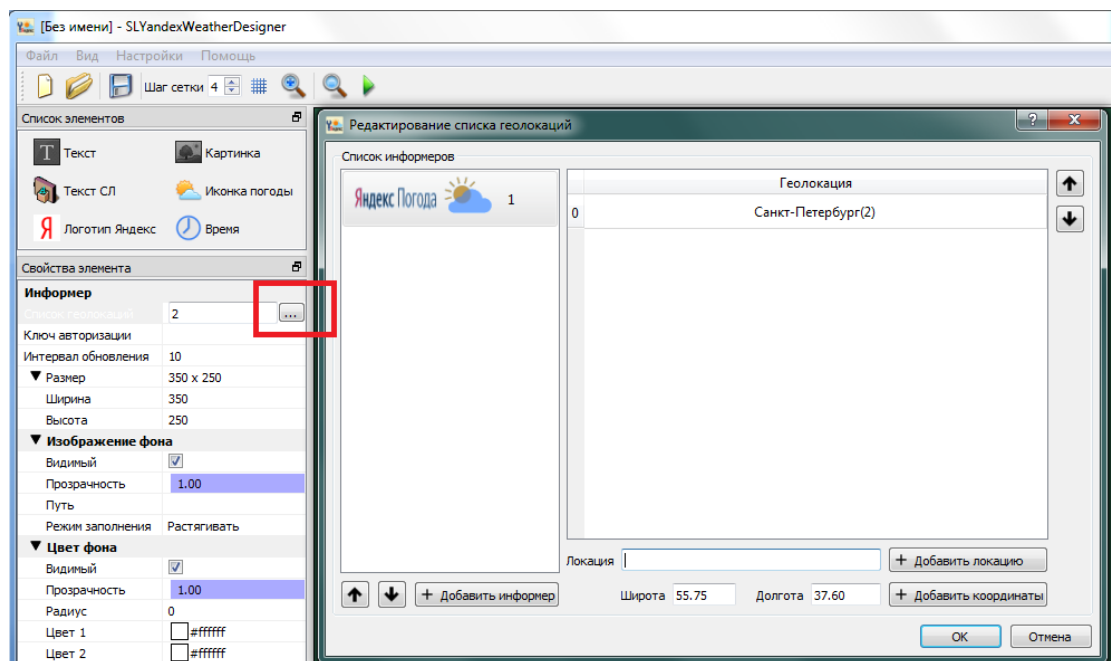 [Без имени] - SLYandexWeatherDesigner
Файл Вид Настройки Помощь
Шаг сетки 4
Список элементов
T Текст Картинка
Текст СЛ Иконка погоды
Я Логотип Яндекс Время
Свойства элемента
Информер
Список геолокаций 2 ...
Ключ авторизации
Интервал обновления 10
Размер 350 x 250
Ширина 350
Высота 250
Изображение фона
Видимый
Прозрачность 1.00
Путь
Режим заполнения Растягивать
Цвет фона
Видимый
Прозрачность 1.00
Радиус 0
Цвет 1 #ffffff
Цвет 2 #ffffff
Редактирование списка геолокаций
Список информеров
Яндекс Погода 1
Геолокация
0 Санкт-Петербург(2)
Локация + Добавить локацию
+ Добавить информер Широта 55.75 Долгота 37.60 + Добавить координаты
OK Отмена